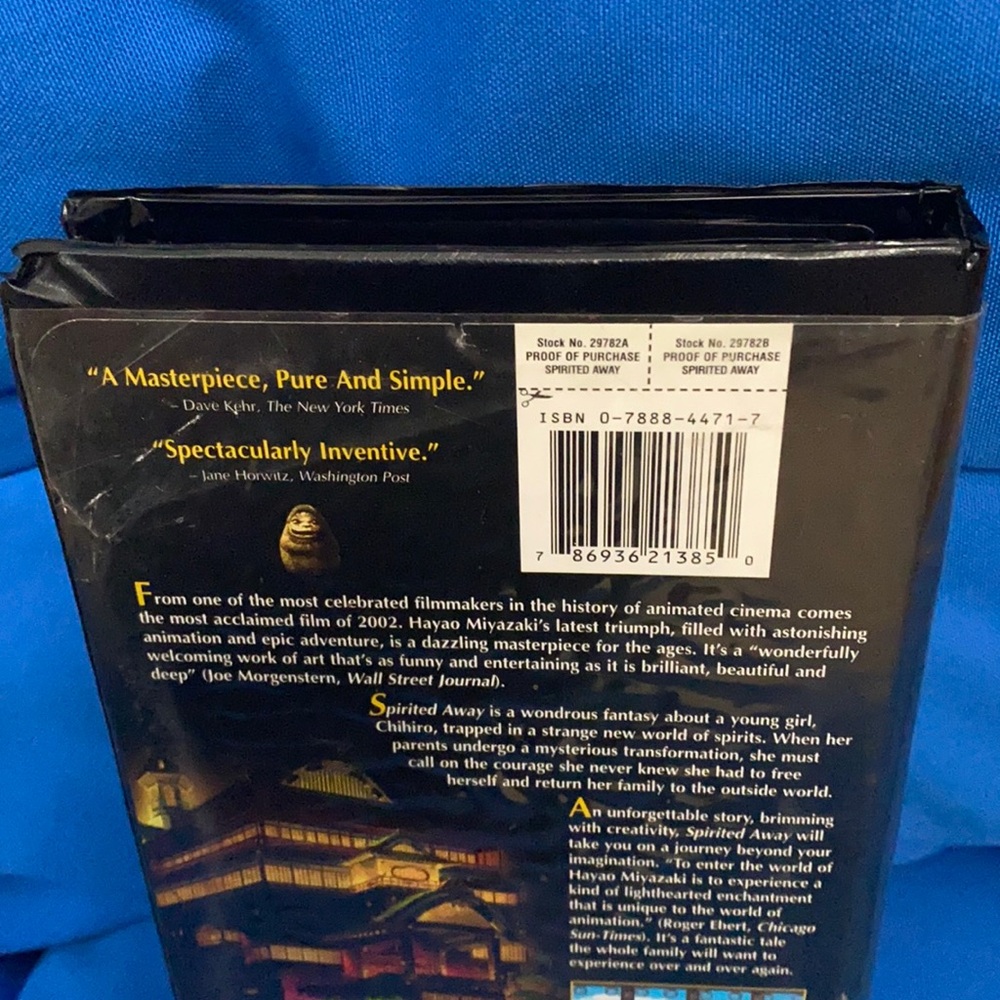 Stock No. 29782A
PROOF OF PURCHASE
SPIRITED AWAY
Stock No. 29782B
PROOF OF PURCHASE
SPIRITED AWAY
ISBN 0-7888-4471-7
7 86936 21385 0
“A Masterpiece, Pure And Simple.”
– Dave Kehr, The New York Times
“Spectacularly Inventive.”
– Jane Horwitz, Washington Post
From one of the most celebrated filmmakers in the history of animated cinema comes
the most acclaimed film of 2002. Hayao Miyazaki’s latest triumph, filled with astonishing
animation and epic adventure, is a dazzling masterpiece for the ages. It’s a “wonderfully
welcoming work of art that’s as funny and entertaining as it is brilliant, beautiful and
deep” (Joe Morgenstern, Wall Street Journal).
Spirited Away is a wondrous fantasy about a young girl,
Chihiro, trapped in a strange new world of spirits. When her
parents undergo a mysterious transformation, she must
call on the courage she never knew she had to free
herself and return her family to the outside world.
An unforgettable story, brimming
with creativity, Spirited Away will
take you on a journey beyond your
imagination. “To enter the world of
Hayao Miyazaki is to experience a
kind of lighthearted enchantment
that is unique to the world of
animation.” (Roger Ebert, Chicago
Sun-Times). It’s a fantastic tale
the whole family will want to
experience over and over again.